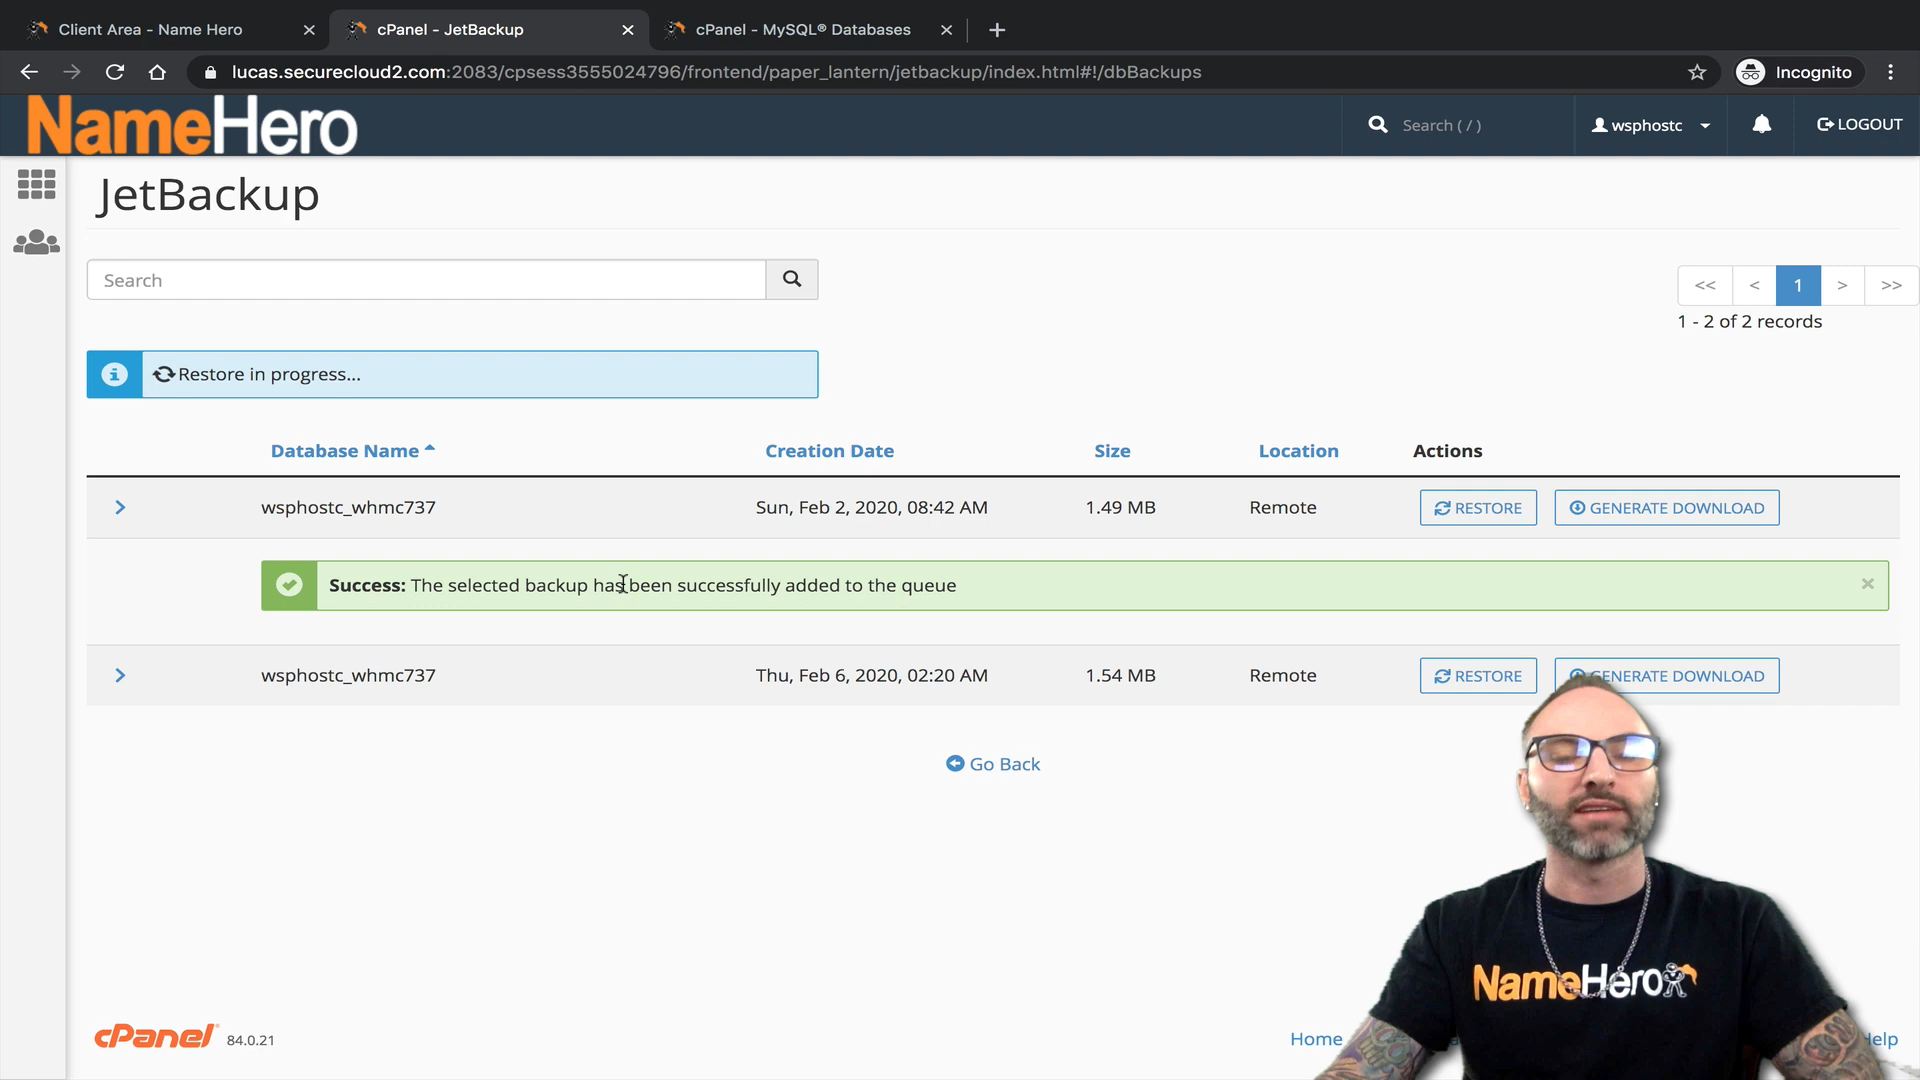 Client Area - Name Hero
cPanel - JetBackup
cPanel - MySQL® Databases
lucas.securecloud2.com:2083/cpsess3555024796/frontend/paper_lantern/jetbackup/index.html#!/dbBackups
Incognito
NameHero
Search ( / )
wsphostc
LOGOUT
JetBackup
Search
<< < 1 > >>
1 - 2 of 2 records
Restore in progress...
Database Name Creation Date Size Location Actions
wsphostc_whmc737 Sun, Feb 2, 2020, 08:42 AM 1.49 MB Remote RESTORE GENERATE DOWNLOAD
Success: The selected backup has been successfully added to the queue
wsphostc_whmc737 Thu, Feb 6, 2020, 02:20 AM 1.54 MB Remote RESTORE GENERATE DOWNLOAD
Go Back
NameHero
cPanel 84.0.21
Home